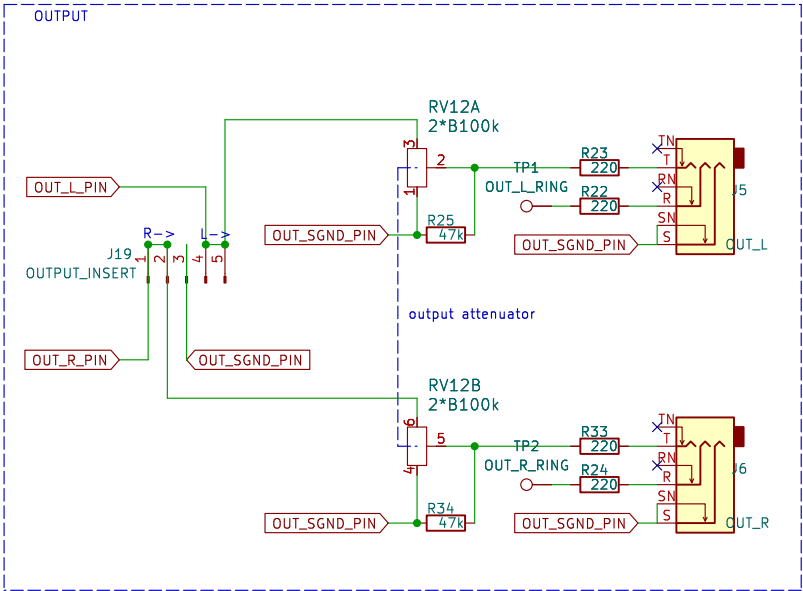 OUTPUT
RV12A
2*B100k
3
2
1
R25
47k
OUT_SGND_PIN
TP1
OUT_L_RING
R23
220
R22
220
OUT_SGND_PIN
TN
T
RN
R
SN
S
J5
OUT_L
OUT_L_PIN
R->
L->
J19
OUTPUT_INSERT
1
2
3
4
5
OUT_R_PIN
OUT_SGND_PIN
output attenuator
RV12B
2*B100k
6
5
4
R34
47k
OUT_SGND_PIN
TP2
OUT_R_RING
R33
220
R24
220
OUT_SGND_PIN
TN
T
RN
R
SN
S
J6
OUT_R